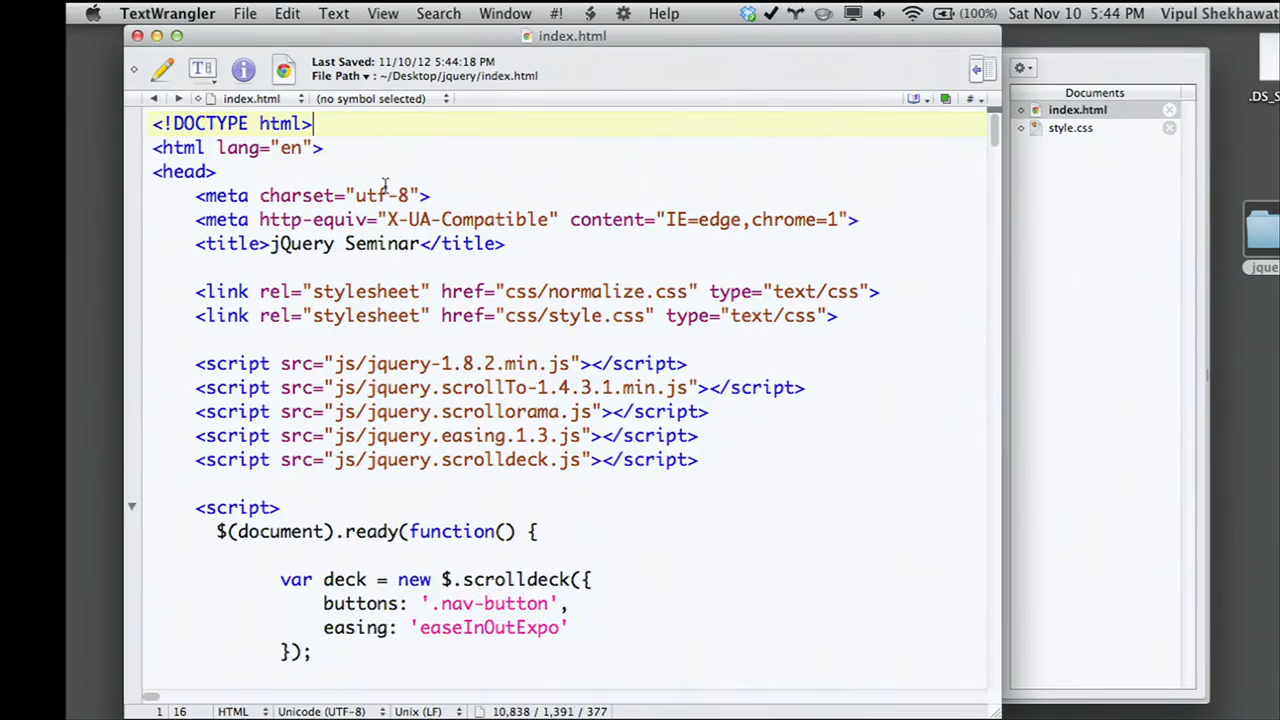 TextWrangler File Edit Text View Search Window #! Help (100%) Sat Nov 10 5:44 PM Vipul Shekhawat
index.html
Last Saved: 11/10/12 5:44:18 PM
File Path ▾ : ~/Desktop/jquery/index.html
index.html (no symbol selected) #
<!DOCTYPE html>
<html lang="en">
<head>
<meta charset="utf-8">
<meta http-equiv="X-UA-Compatible" content="IE=edge,chrome=1">
<title>jQuery Seminar</title>
<link rel="stylesheet" href="css/normalize.css" type="text/css">
<link rel="stylesheet" href="css/style.css" type="text/css">
<script src="js/jquery-1.8.2.min.js"></script>
<script src="js/jquery.scrollTo-1.4.3.1.min.js"></script>
<script src="js/jquery.scrollorama.js"></script>
<script src="js/jquery.easing.1.3.js"></script>
<script src="js/jquery.scrolldeck.js"></script>
<script>
$(document).ready(function() {
var deck = new $.scrolldeck({
buttons: '.nav-button',
easing: 'easeInOutExpo'
});
1 16 HTML Unicode (UTF-8) Unix (LF) 10,838 / 1,391 / 377
Documents
index.html
style.css
.DS_S
jque